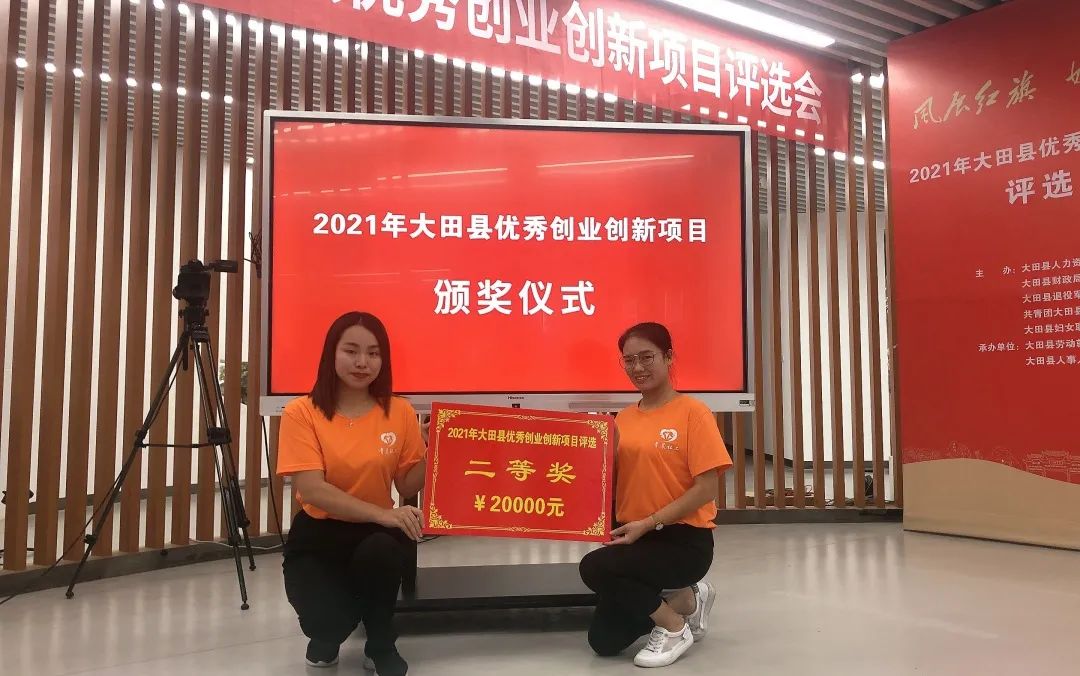 优秀创业创新项目评选会
2021年大田县优秀创业创新项目
颁奖仪式
Hisense
2021年大田县优秀创业创新项目评选
二等奖
￥20000元
风展红旗
2021年大田县优秀
评选
主 办：大田县人力资
大田县财政局
大田县退役军
共青团大田县
大田县妇女联
承办单位：大田县劳动就
大田县人事人